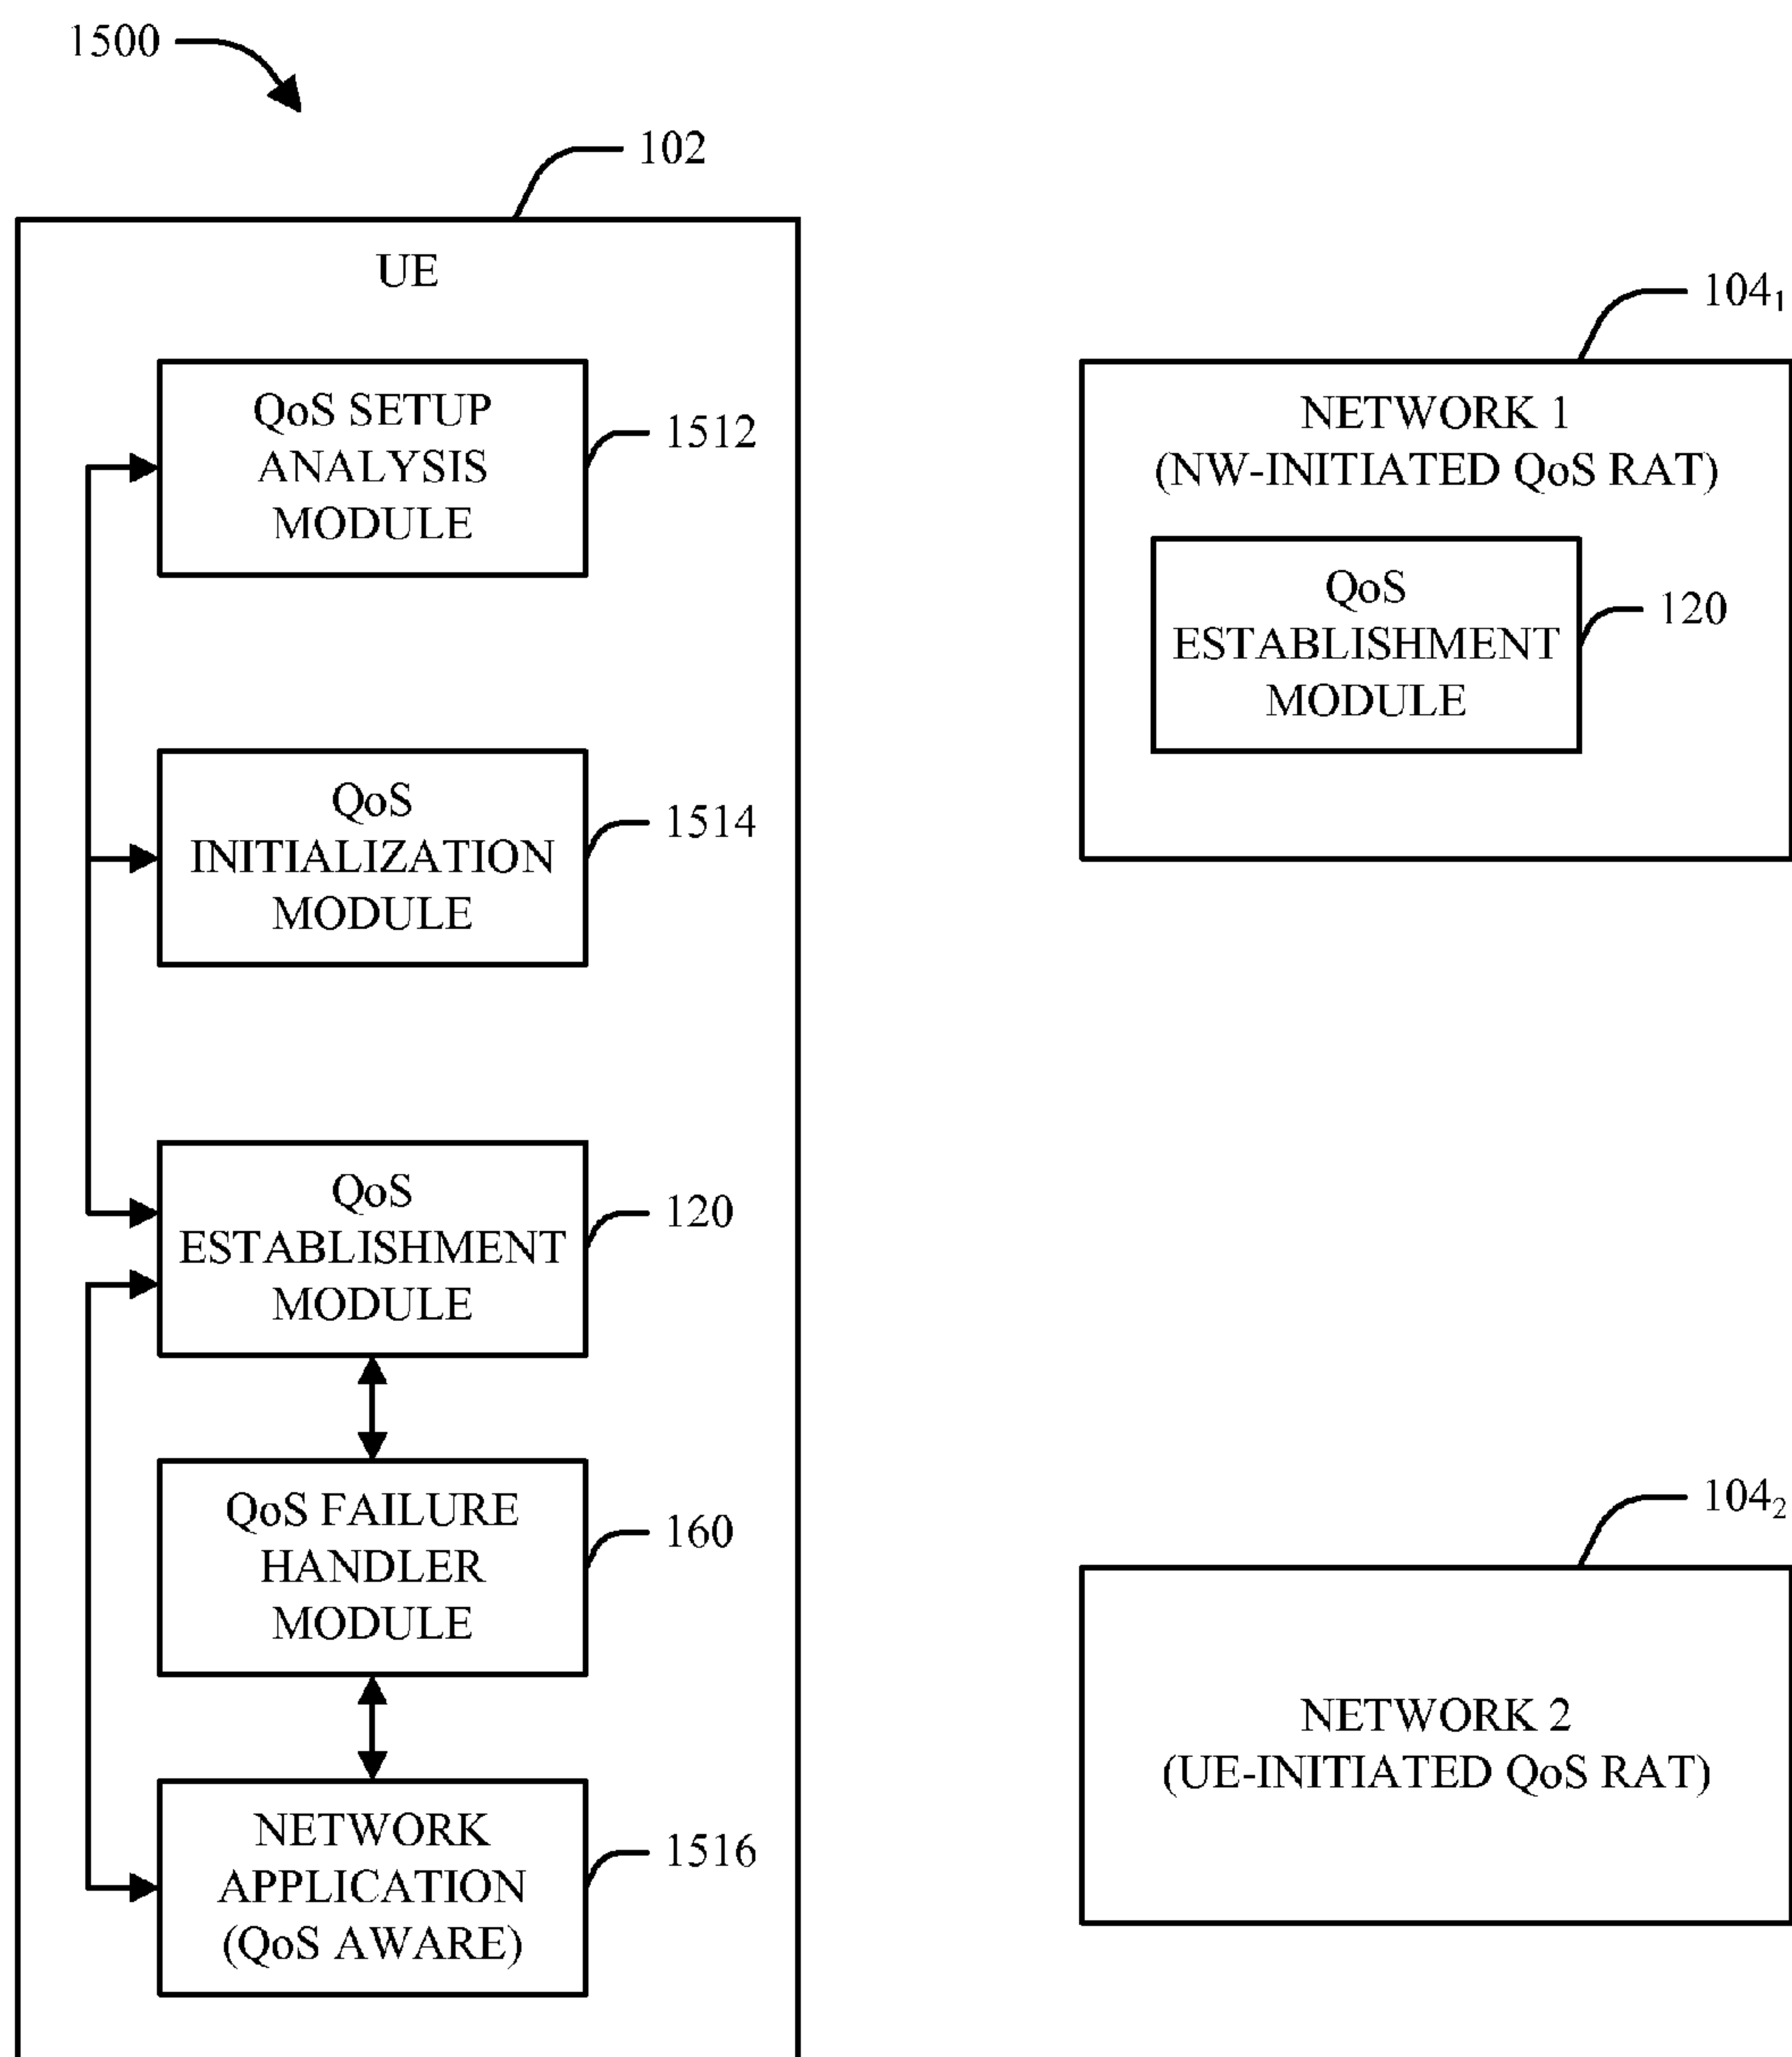 1500
102
UE
QoS SETUP
ANALYSIS
MODULE
1512
QoS
INITIALIZATION
MODULE
1514
QoS
ESTABLISHMENT
MODULE
120
QoS FAILURE
HANDLER
MODULE
160
NETWORK
APPLICATION
(QoS AWARE)
1516
104₁
NETWORK 1
(NW-INITIATED QoS RAT)
QoS
ESTABLISHMENT
MODULE
120
104₂
NETWORK 2
(UE-INITIATED QoS RAT)